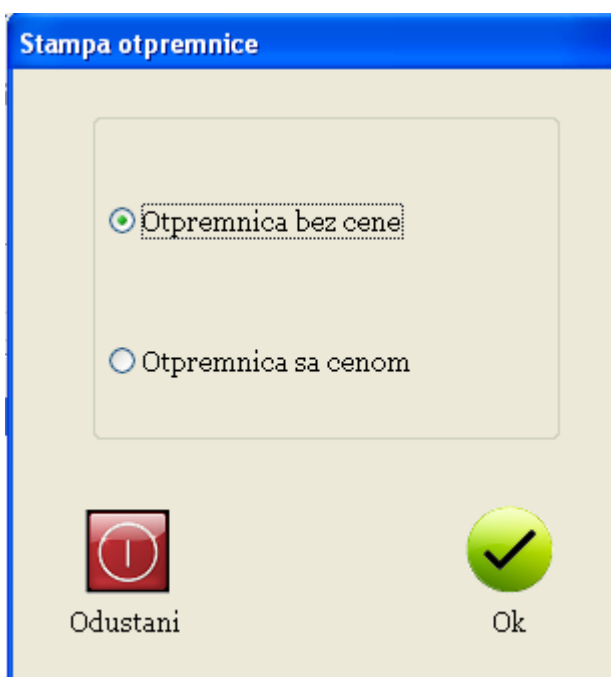 Stampa otpremnice
Otpremnica bez cene
Otpremnica sa cenom
Odustani
Ok